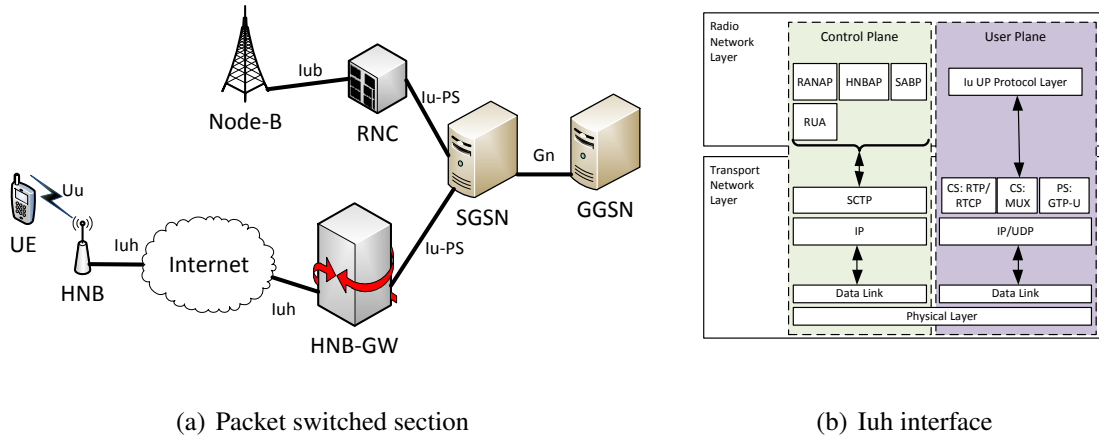 Node-B
Iub
RNC
Iu-PS
SGSN
Gn
GGSN
Uu
UE
HNB
Iuh
Internet
Iuh
HNB-GW
Iu-PS
(a) Packet switched section
Radio
Network
Layer
Control Plane
User Plane
RANAP
HNBAP
SABP
Iu UP Protocol Layer
RUA
Transport
Network
Layer
SCTP
CS: RTP/
RTCP
CS:
MUX
PS:
GTP-U
IP
IP/UDP
Data Link
Data Link
Physical Layer
(b) Iuh interface